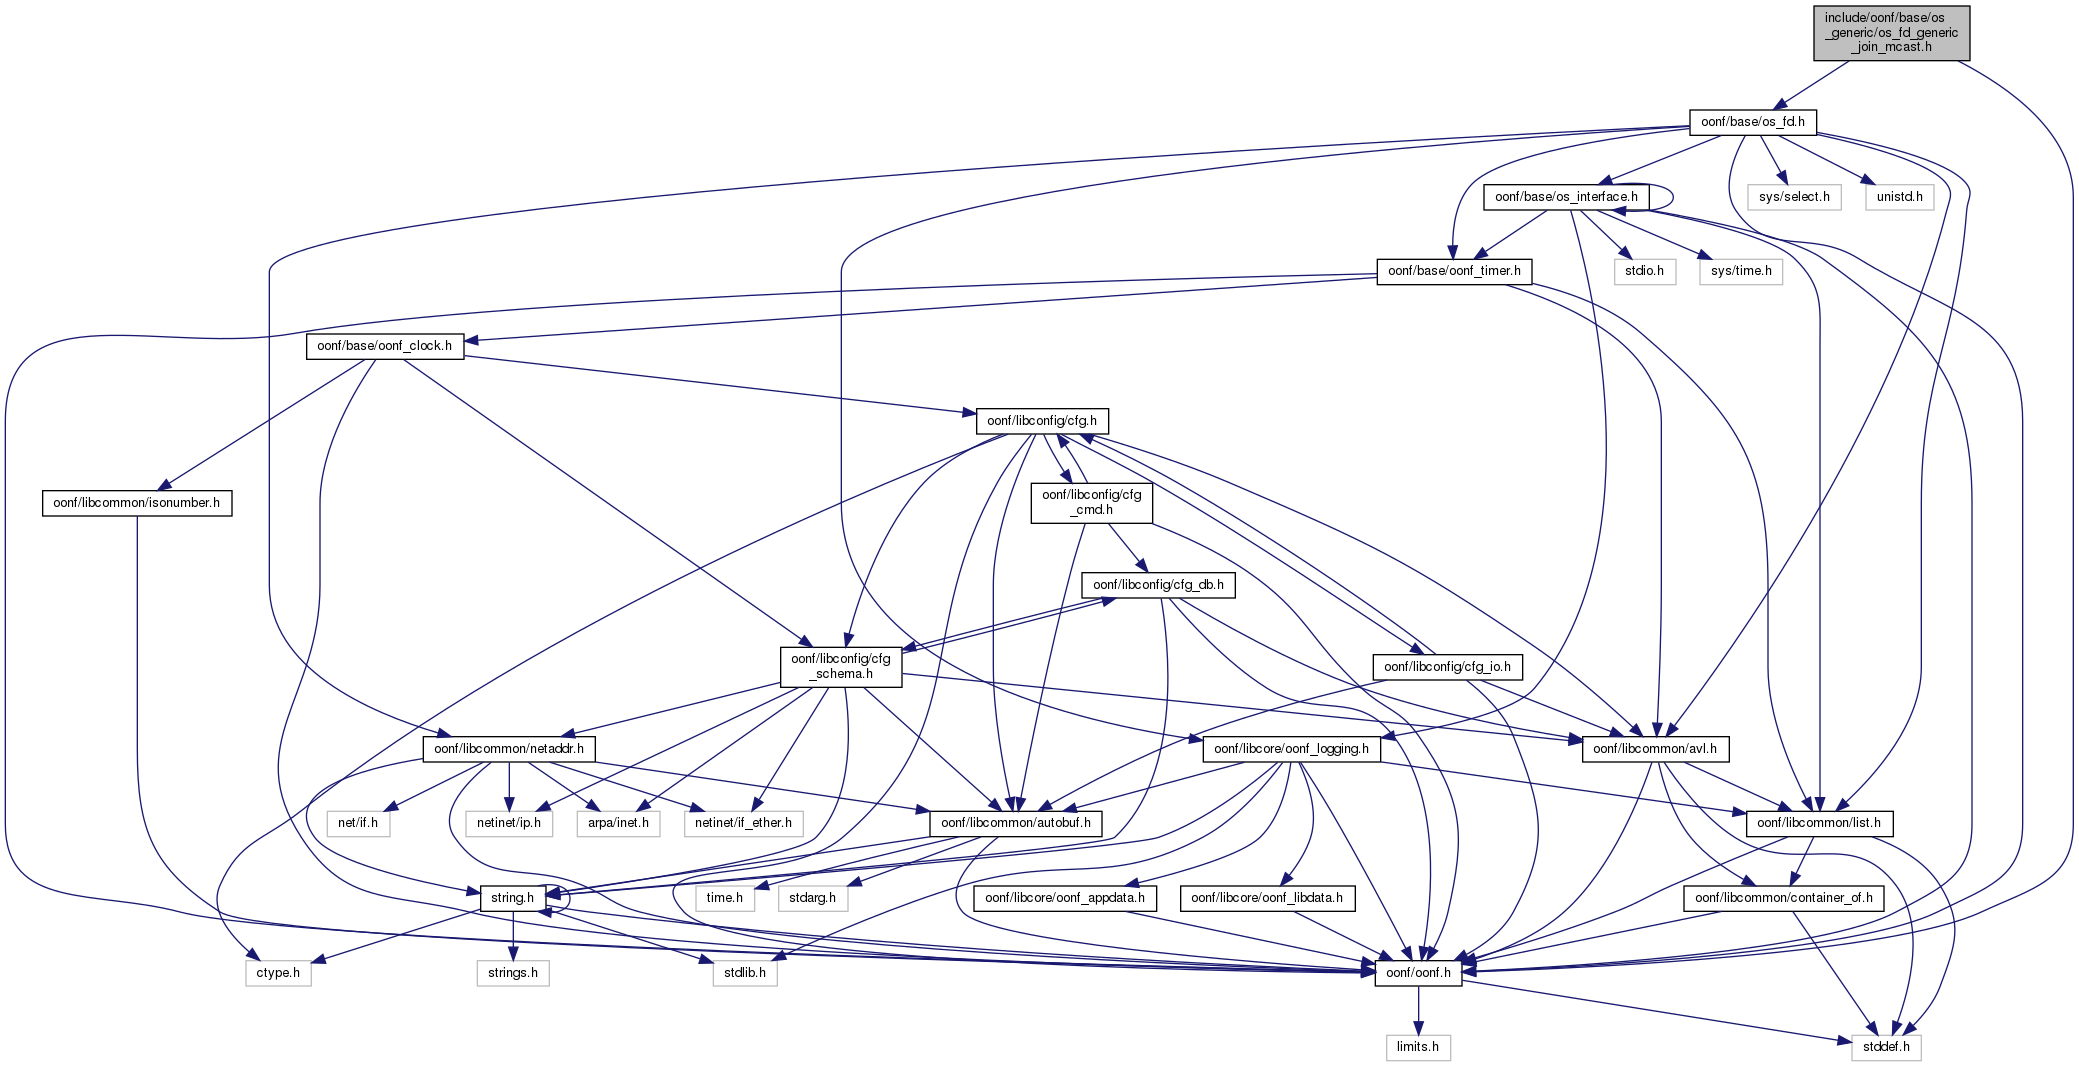 include/oonf/base/os
_generic/os_fd_generic
_join_mcast.h
oonf/base/os_fd.h
oonf/base/os_interface.h
sys/select.h
unistd.h
oonf/base/oonf_timer.h
stdio.h
sys/time.h
oonf/base/oonf_clock.h
oonf/libconfig/cfg.h
oonf/libcommon/isonumber.h
oonf/libconfig/cfg
_cmd.h
oonf/libconfig/cfg_db.h
oonf/libconfig/cfg
_schema.h
oonf/libconfig/cfg_io.h
oonf/libcommon/netaddr.h
oonf/libcore/oonf_logging.h
oonf/libcommon/avl.h
net/if.h
netinet/ip.h
arpa/inet.h
netinet/if_ether.h
oonf/libcommon/autobuf.h
oonf/libcommon/list.h
string.h
time.h
stdarg.h
oonf/libcore/oonf_appdata.h
oonf/libcore/oonf_libdata.h
oonf/libcommon/container_of.h
ctype.h
strings.h
stdlib.h
oonf/oonf.h
limits.h
stddef.h